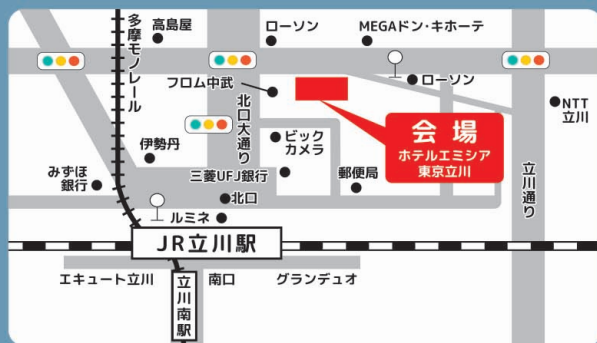 多摩モノレール
高島屋
ローソン
MEGAドン・キホーテ
フロム中武
ローソン
北口大通り
会場
ホテルエミシア
東京立川
NTT
立川
伊勢丹
ビック
カメラ
みずほ
銀行
三菱UFJ銀行
郵便局
立川通り
北口
ルミネ
JR立川駅
エキュート立川
南口
グランデュオ
立川南駅